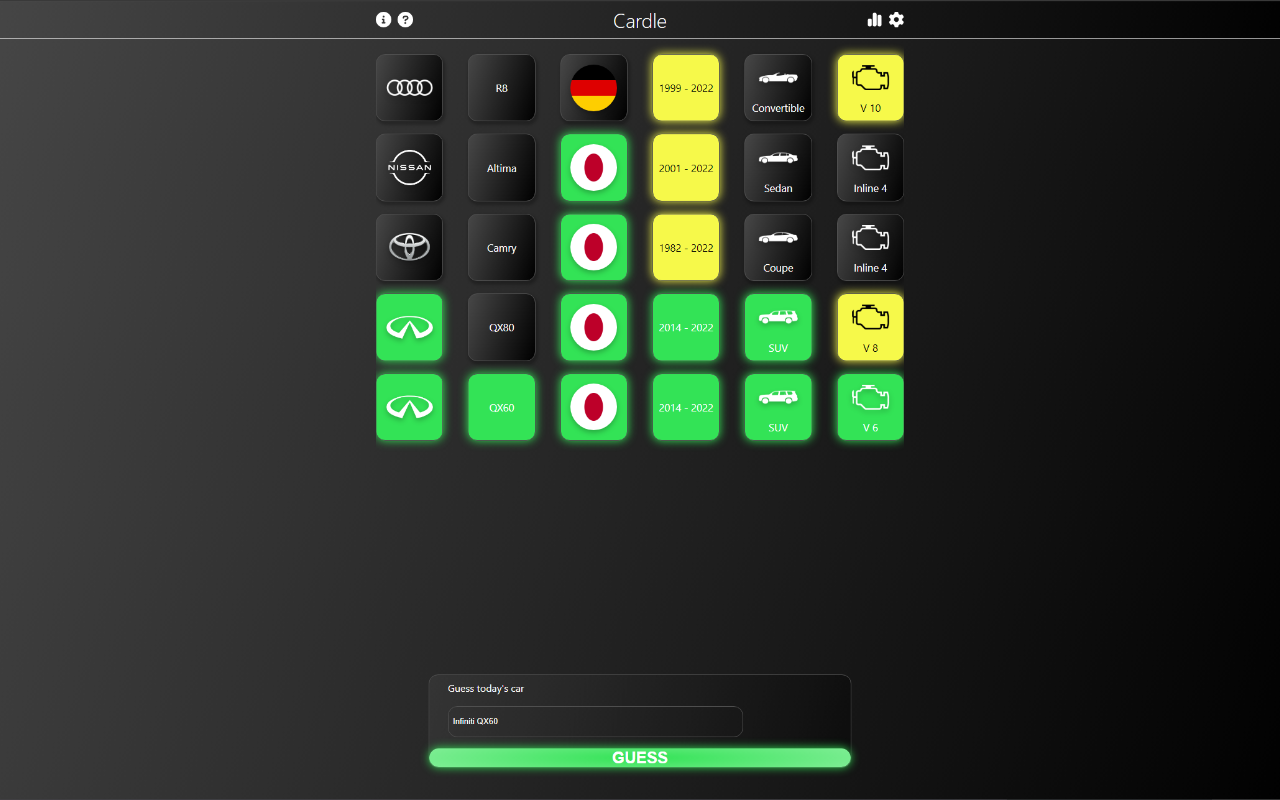 Cardle
R8
1999 - 2022
Convertible
V 10
NISSAN
Altima
2001 - 2022
Sedan
Inline 4
Camry
1982 - 2022
Coupe
Inline 4
QX80
2014 - 2022
SUV
V 8
QX60
2014 - 2022
SUV
V 6
Guess today's car
Infiniti QX60
GUESS